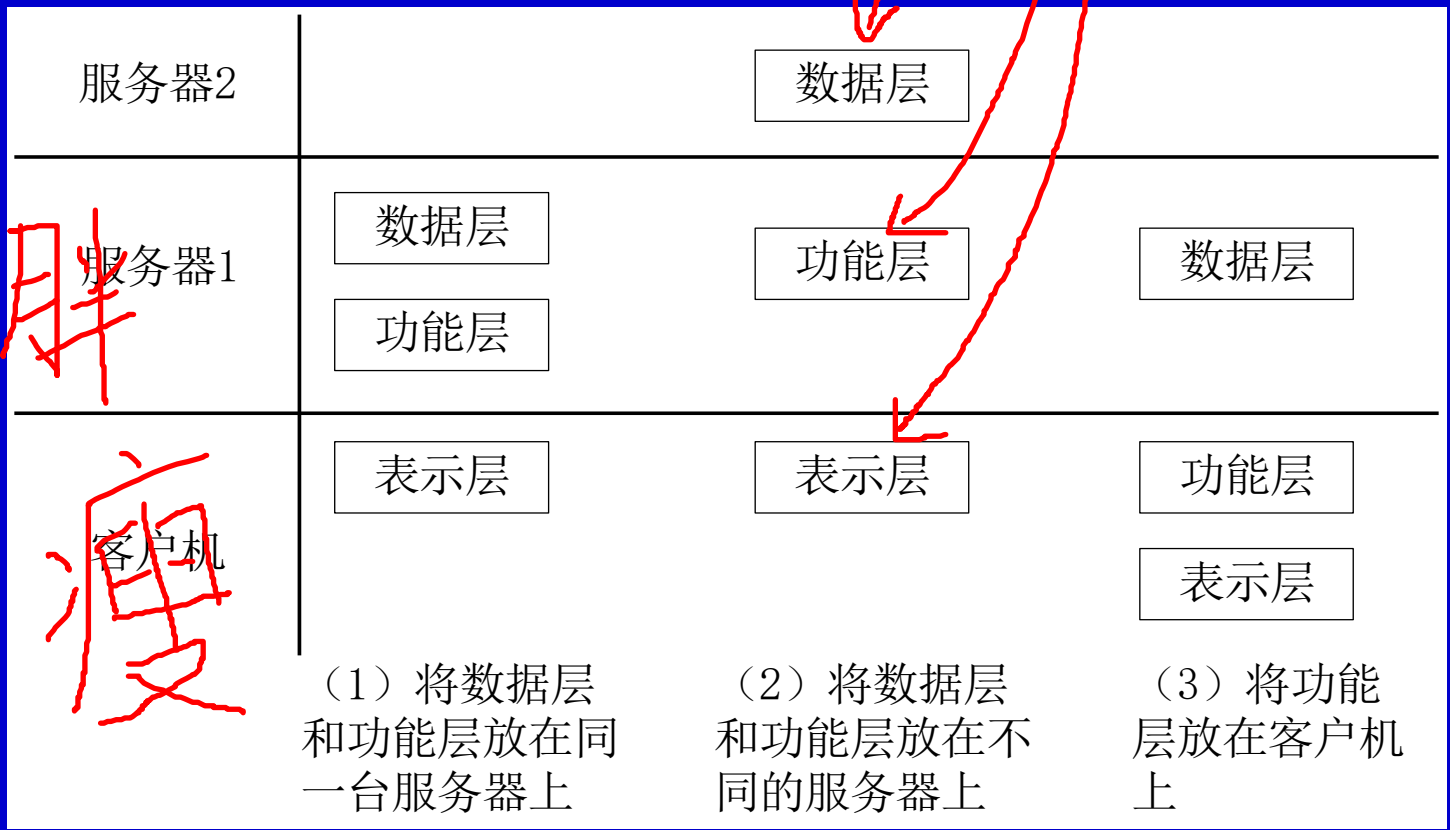 服务器2
数据层
胖
服务器1
数据层
功能层
功能层
数据层
瘦
客户机
表示层
表示层
功能层
表示层
（1）将数据层
和功能层放在同
一台服务器上
（2）将数据层
和功能层放在不
同的服务器上
（3）将功能
层放在客户机
上